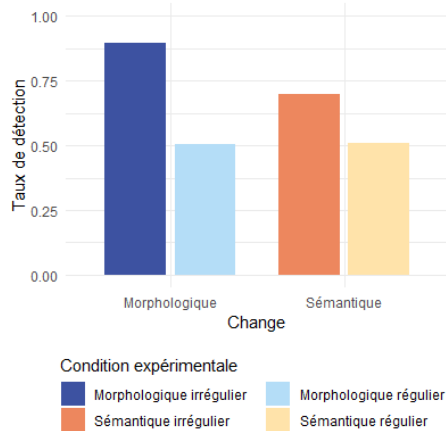 1.00
0.75
0.50
0.25
0.00
Taux de détection
Morphologique Sémantique
Change
Condition expérimentale
Morphologique irrégulier Morphologique régulier
Sémantique irrégulier Sémantique régulier